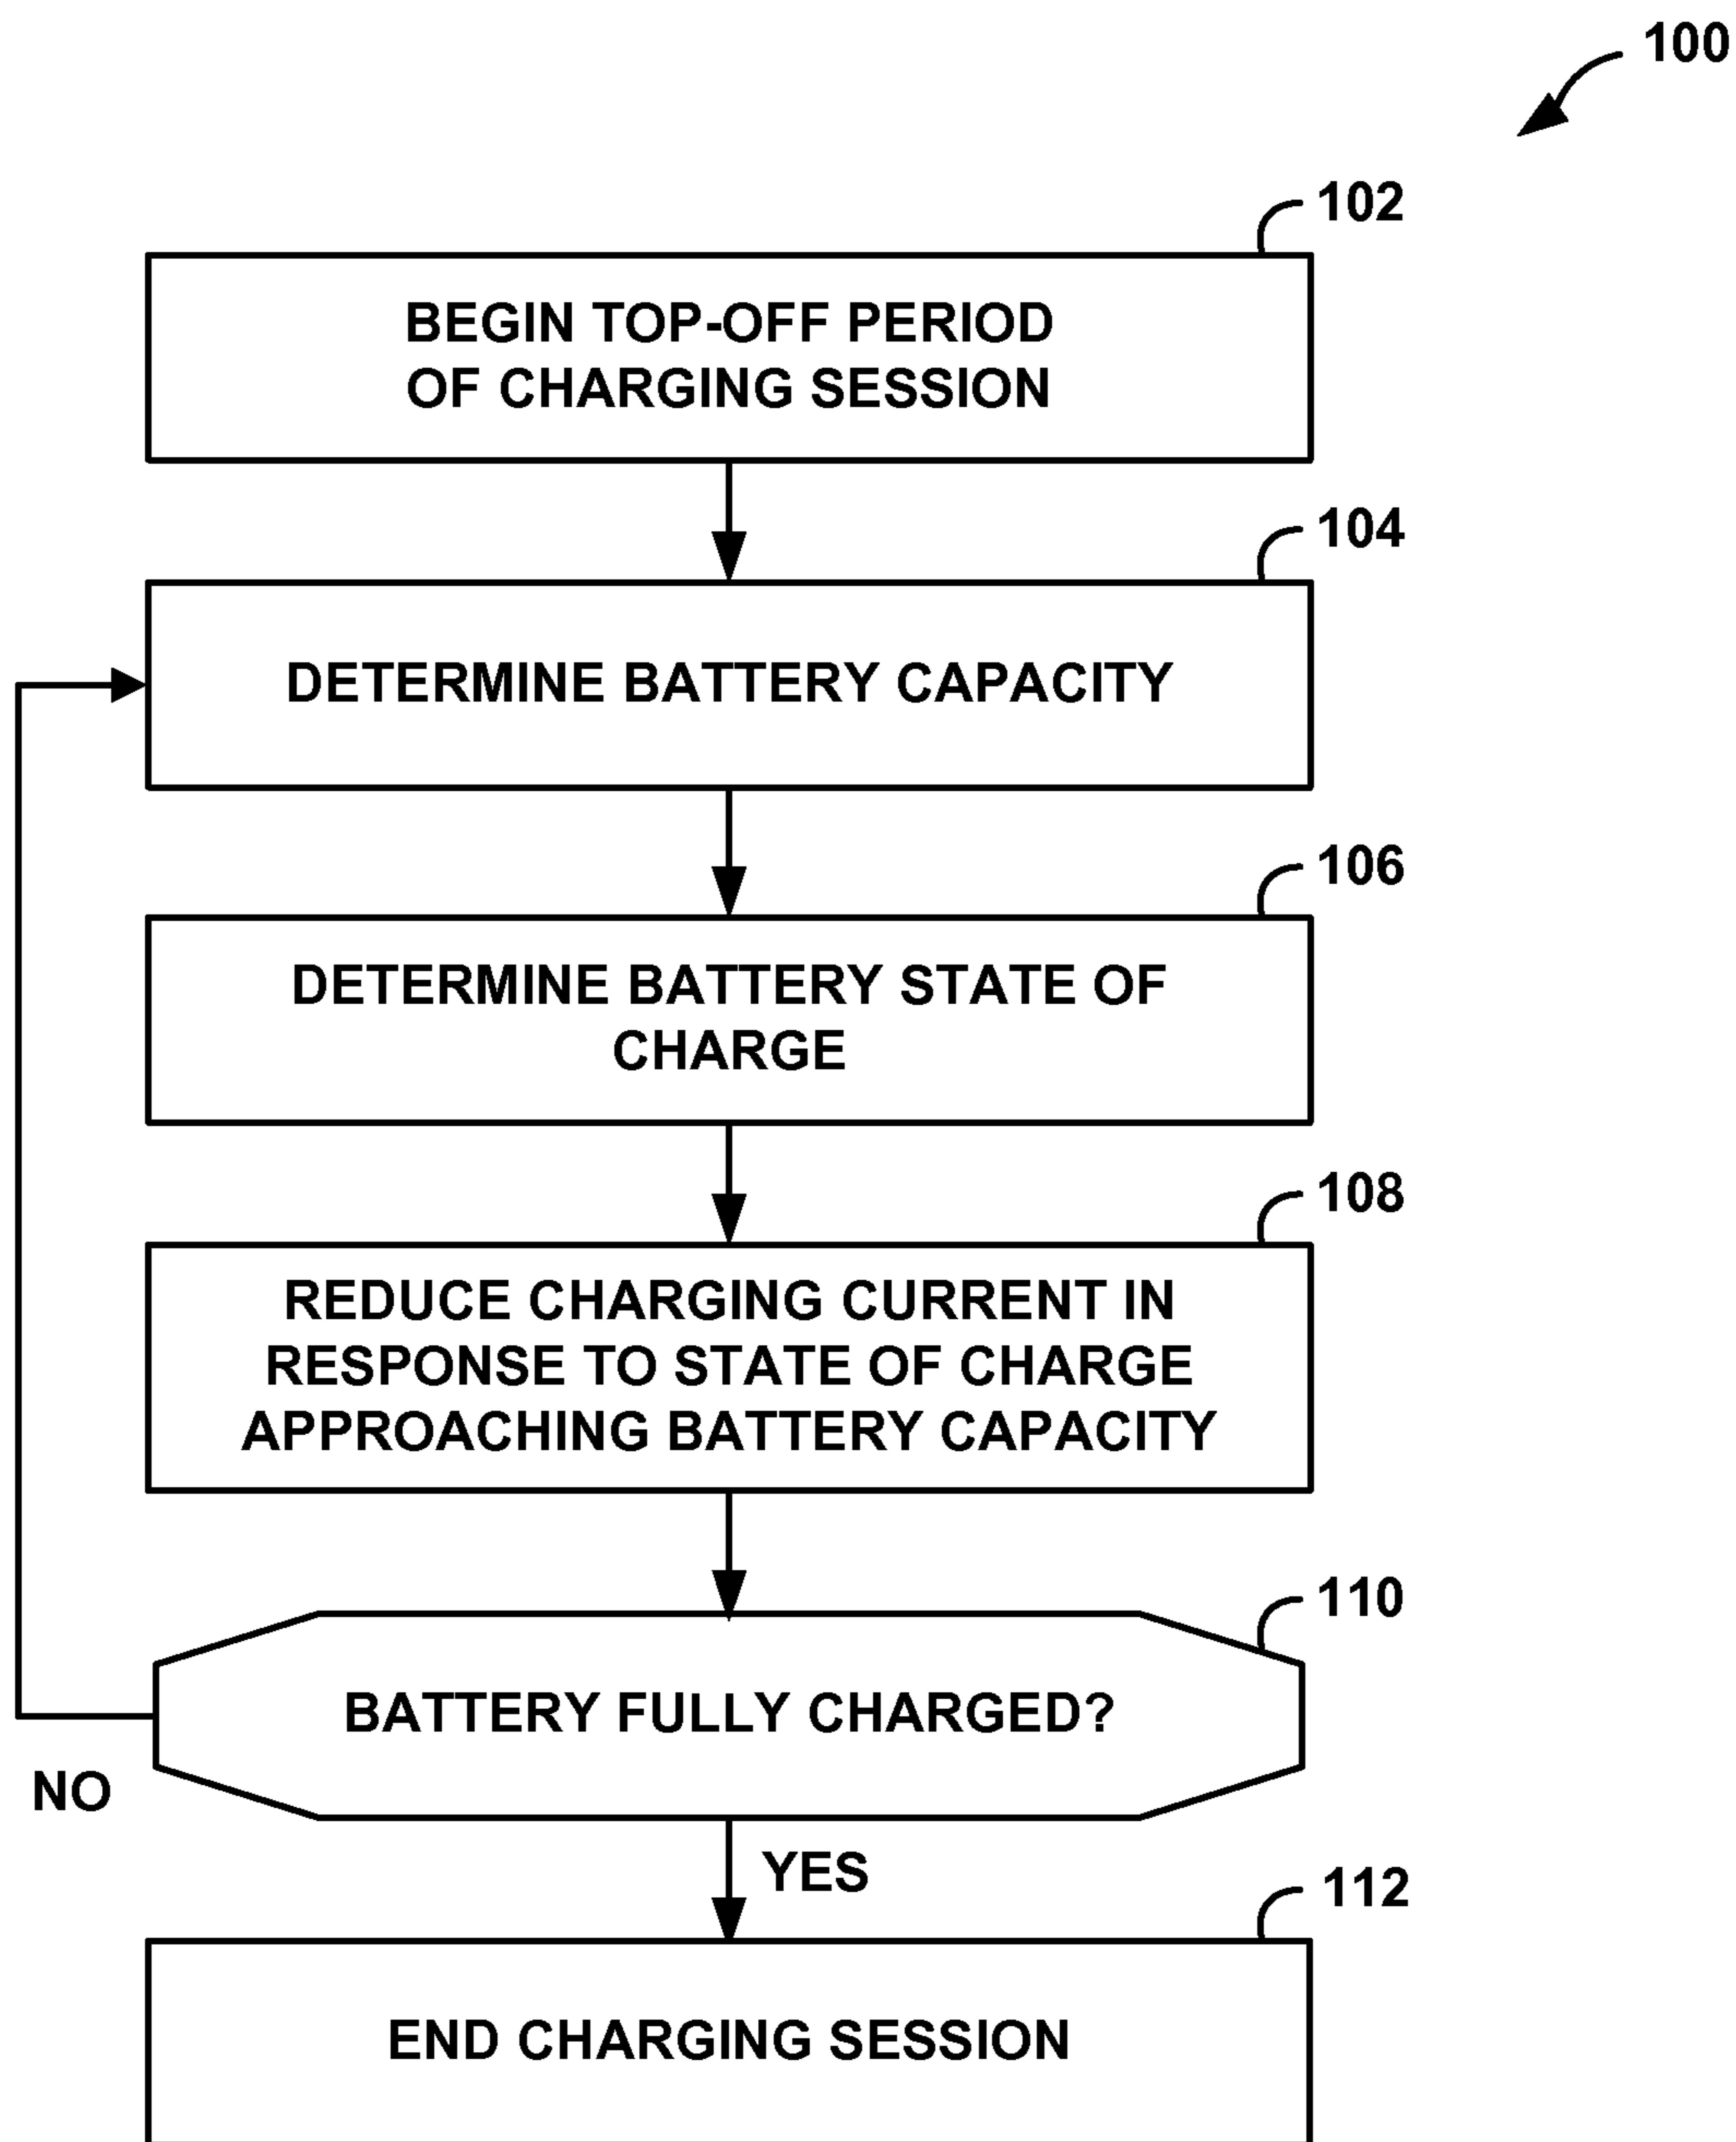 100
102
BEGIN TOP-OFF PERIOD
OF CHARGING SESSION
104
DETERMINE BATTERY CAPACITY
106
DETERMINE BATTERY STATE OF
CHARGE
108
REDUCE CHARGING CURRENT IN
RESPONSE TO STATE OF CHARGE
APPROACHING BATTERY CAPACITY
110
BATTERY FULLY CHARGED?
NO
YES
112
END CHARGING SESSION